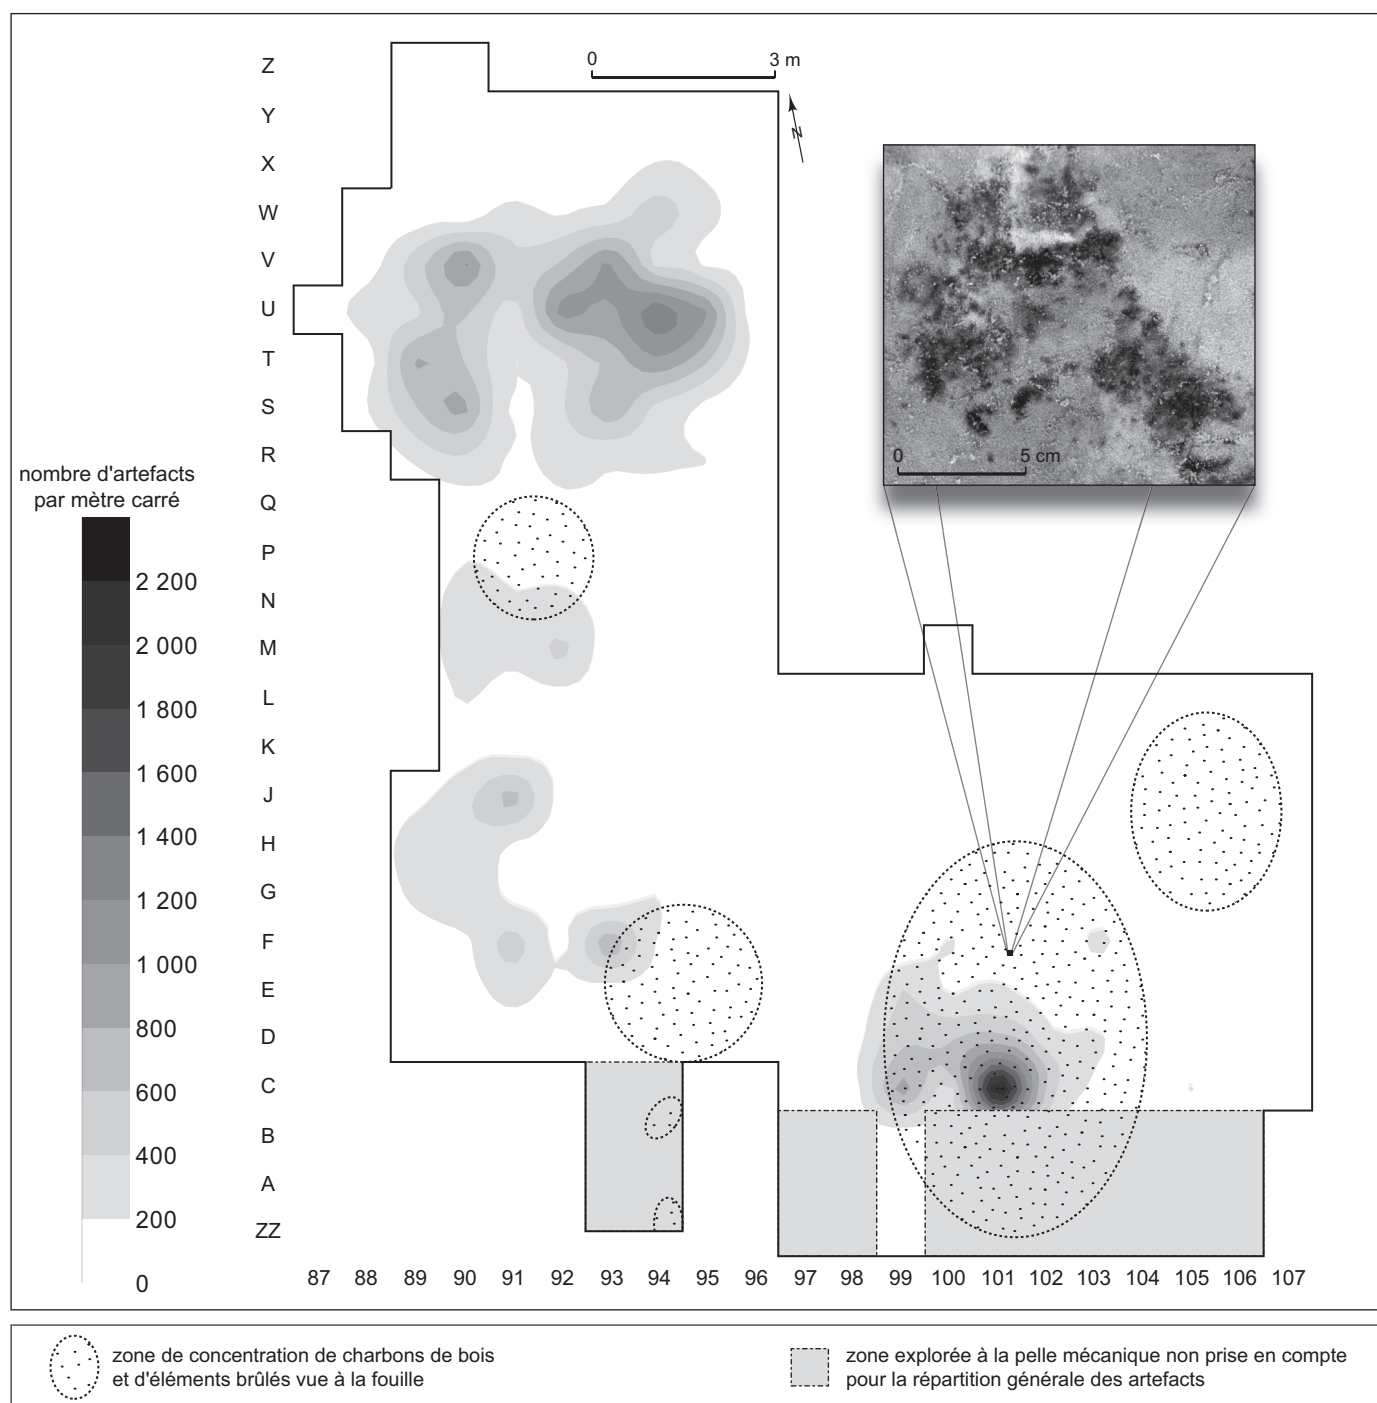 0 3 m
N
Z
Y
X
W
V
U
T
S
R
Q
P
N
M
L
K
J
H
G
F
E
D
C
B
A
ZZ
0 5 cm
nombre d'artefacts
par mètre carré
2 200
2 000
1 800
1 600
1 400
1 200
1 000
800
600
400
200
0
87 88 89 90 91 92 93 94 95 96 97 98 99 100 101 102 103 104 105 106 107
zone de concentration de charbons de bois
et d'éléments brûlés vue à la fouille
zone explorée à la pelle mécanique non prise en compte
pour la répartition générale des artefacts